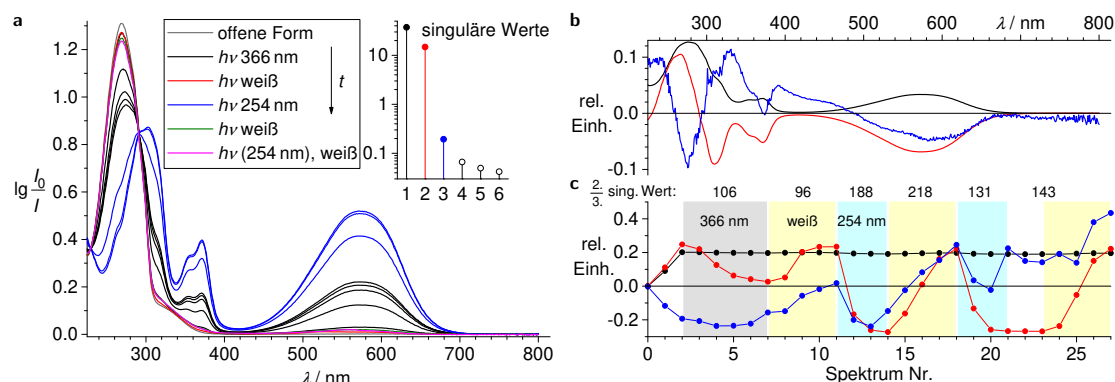 a
offene Form
hν 366 nm
hν weiß
hν 254 nm
hν weiß
hν (254 nm), weiß
t
singuläre Werte
10
1
0.1
1 2 3 4 5 6
lg I₀/I
1.2
1.0
0.8
0.6
0.4
0.2
0.0
300 400 500 600 700 800
λ / nm
b
300 400 500 600 700 800
λ / nm
0.1
rel. 0.0
Einh.
-0.1
c
2./3. sing. Wert: 106 96 188 218 131 143
366 nm weiß 254 nm
0.4
rel. 0.2
Einh.
0.0
-0.2
0 5 10 15 20 25
Spektrum Nr.